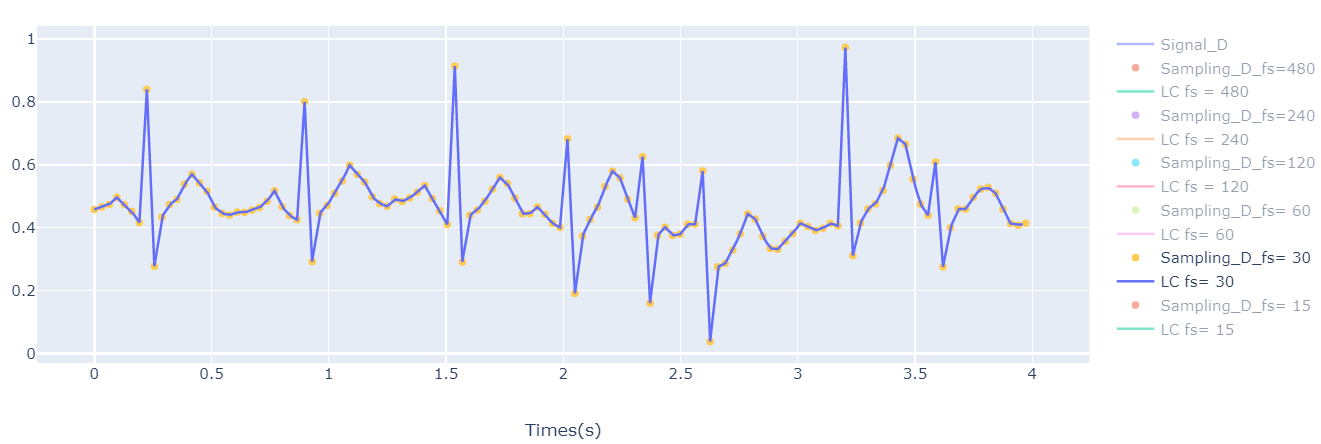 1
0.8
0.6
0.4
0.2
0
0 0.5 1 1.5 2 2.5 3 3.5 4
Times(s)
Signal_D
Sampling_D_fs=480
LC fs = 480
Sampling_D_fs=240
LC fs = 240
Sampling_D_fs=120
LC fs = 120
Sampling_D_fs= 60
LC fs= 60
Sampling_D_fs= 30
LC fs= 30
Sampling_D_fs= 15
LC fs= 15